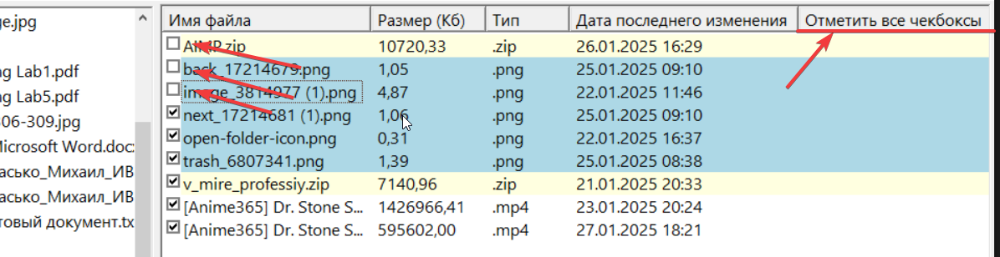 ge.jpg
ng Lab1.pdf
ng Lab5.pdf
06-309.jpg
Microsoft Word.doc
асько_Михаил_ИВ
асько_Михаил_ИВ
товый документ.tx
Имя файла Размер (Кб) Тип Дата последнего изменения Отметить все чекбоксы
AIMP.zip 10720,33 .zip 26.01.2025 16:29
back_17214679.png 1,05 .png 25.01.2025 09:10
image_3814977 (1).png 4,87 .png 22.01.2025 11:46
next_17214681 (1).png 1,06 .png 25.01.2025 09:10
open-folder-icon.png 0,31 .png 22.01.2025 16:37
trash_6807341.png 1,39 .png 25.01.2025 08:38
v_mire_professiy.zip 7140,96 .zip 21.01.2025 20:33
[Anime365] Dr. Stone S... 1426966,41 .mp4 23.01.2025 20:24
[Anime365] Dr. Stone S... 595602,00 .mp4 27.01.2025 18:21